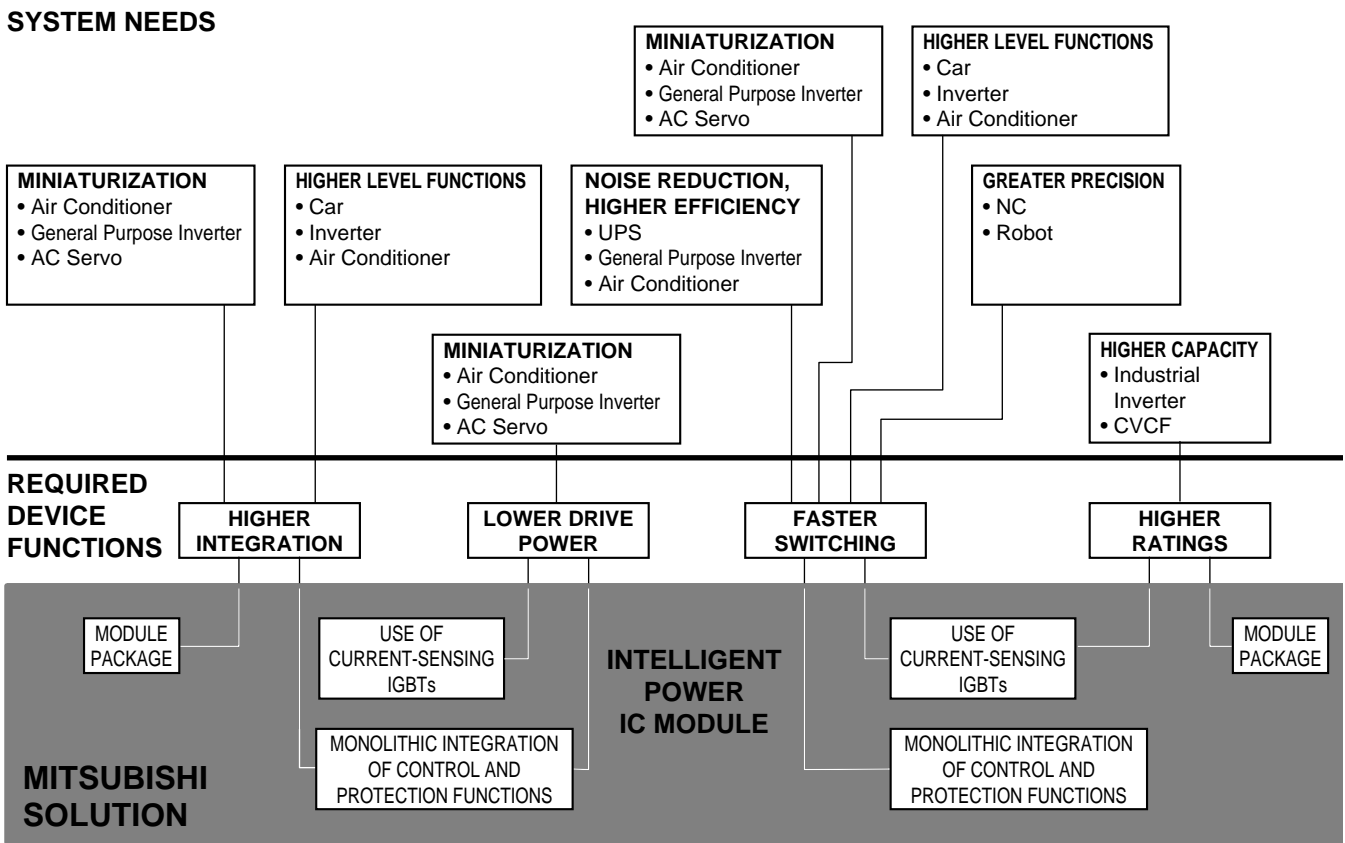 SYSTEM NEEDS
MINIATURIZATION
• Air Conditioner
• General Purpose Inverter
• AC Servo
HIGHER LEVEL FUNCTIONS
• Car
• Inverter
• Air Conditioner
MINIATURIZATION
• Air Conditioner
• General Purpose Inverter
• AC Servo
HIGHER LEVEL FUNCTIONS
• Car
• Inverter
• Air Conditioner
NOISE REDUCTION,
HIGHER EFFICIENCY
• UPS
• General Purpose Inverter
• Air Conditioner
GREATER PRECISION
• NC
• Robot
MINIATURIZATION
• Air Conditioner
• General Purpose Inverter
• AC Servo
HIGHER CAPACITY
• Industrial
Inverter
• CVCF
REQUIRED
DEVICE
FUNCTIONS
HIGHER
INTEGRATION
LOWER DRIVE
POWER
FASTER
SWITCHING
HIGHER
RATINGS
MODULE
PACKAGE
USE OF
CURRENT-SENSING
IGBTs
INTELLIGENT
POWER
IC MODULE
USE OF
CURRENT-SENSING
IGBTs
MODULE
PACKAGE
MONOLITHIC INTEGRATION
OF CONTROL AND
PROTECTION FUNCTIONS
MONOLITHIC INTEGRATION
OF CONTROL AND
PROTECTION FUNCTIONS
MITSUBISHI
SOLUTION